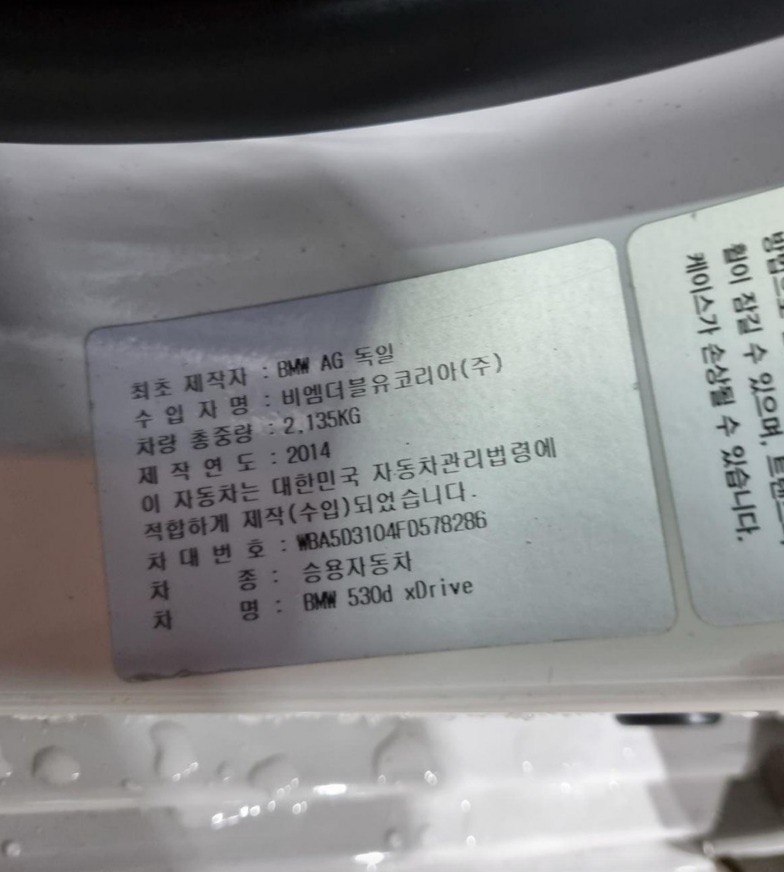 최초 제작자 : BMW AG 독일
수 입 자 명 : 비엠더블유코리아(주)
차량 총중량 : 2.135KG
제 작 연 도 : 2014
이 자동차는 대한민국 자동차관리법령에
적합하게 제작(수입)되었습니다.
차 대 번 호 : WBA5D3104FD578286
차 종 : 승용자동차
차 명 : BMW 530d xDrive
휠이 잠길 수 있으며,
케이스가 손상될 수 있습니다.